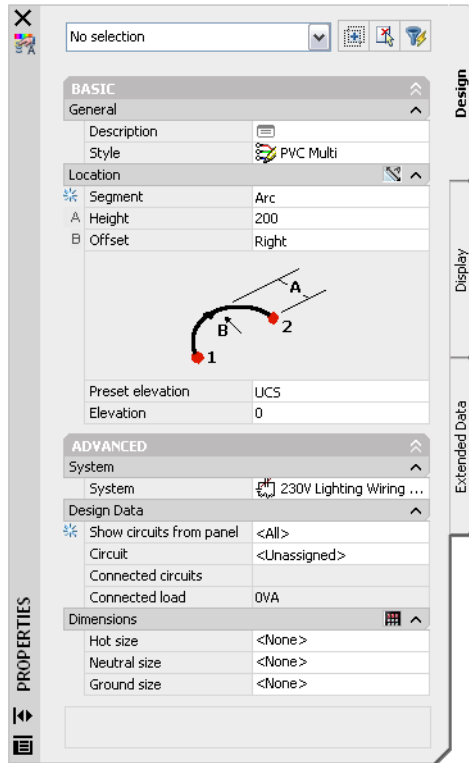 No selection
BASIC
General
Description
Style PVC Multi
Location
Segment Arc
A Height 200
B Offset Right
A
B
2
1
Preset elevation UCS
Elevation 0
ADVANCED
System
System 230V Lighting Wiring ...
Design Data
Show circuits from panel <All>
Circuit <Unassigned>
Connected circuits
Connected load 0VA
Dimensions
Hot size <None>
Neutral size <None>
Ground size <None>
PROPERTIES
Design
Display
Extended Data